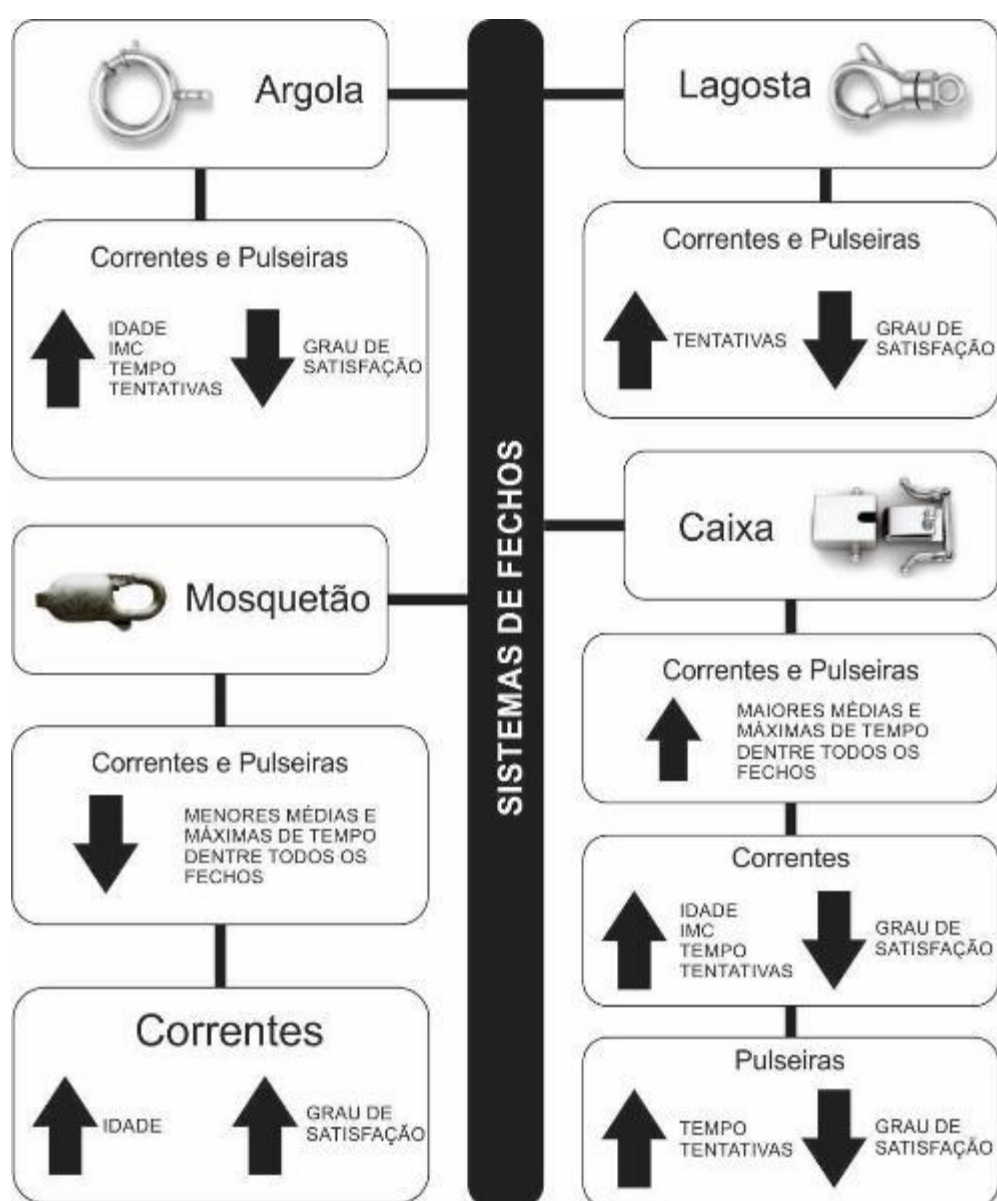 Argola
Correntes e Pulseiras
IDADE
IMC
TEMPO
TENTATIVAS
GRAU DE
SATISFAÇÃO
Mosquetão
Correntes e Pulseiras
MENORES MÉDIAS E
MÁXIMAS DE TEMPO
DENTRE TODOS OS
FECHOS
Correntes
IDADE
GRAU DE
SATISFAÇÃO
SISTEMAS DE FECHOS
Lagosta
Correntes e Pulseiras
TENTATIVAS
GRAU DE
SATISFAÇÃO
Caixa
Correntes e Pulseiras
MAIORES MÉDIAS E
MÁXIMAS DE TEMPO
DENTRE TODOS OS
FECHOS
Correntes
IDADE
IMC
TEMPO
TENTATIVAS
GRAU DE
SATISFAÇÃO
Pulseiras
TEMPO
TENTATIVAS
GRAU DE
SATISFAÇÃO